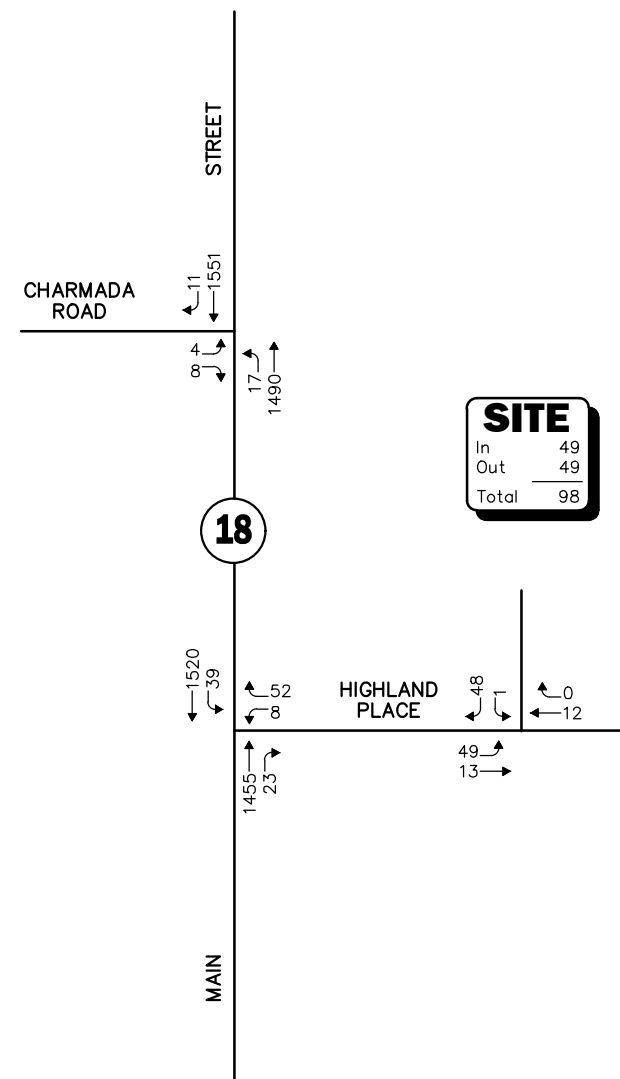 STREET
11
1551
CHARMADA
ROAD
4
8
17
1490
SITE
In 49
Out 49
Total 98
18
1520
39
52
8
HIGHLAND
PLACE
48
1
0
12
49
13
1455
23
MAIN